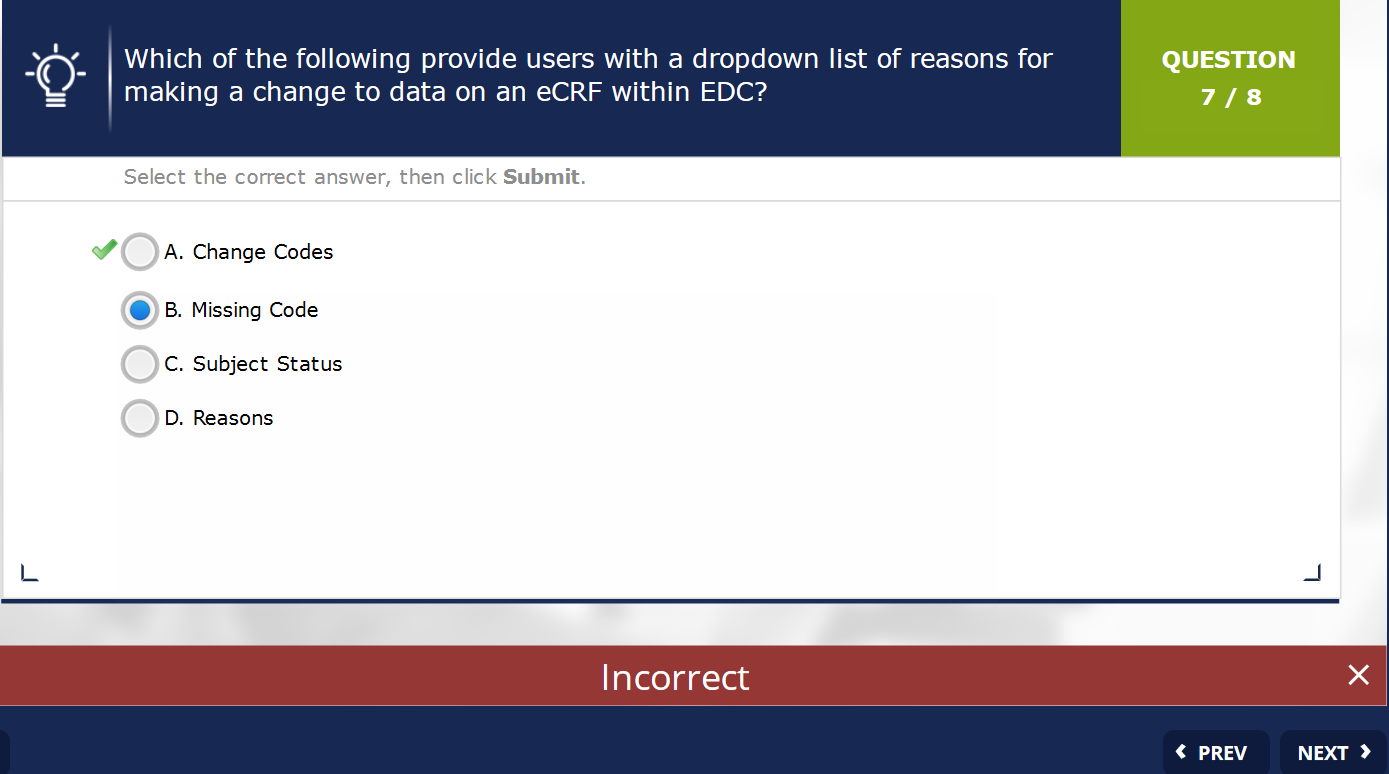 Which of the following provide users with a dropdown list of reasons for
making a change to data on an eCRF within EDC?
QUESTION
7 / 8
Select the correct answer, then click Submit.
A. Change Codes
B. Missing Code
C. Subject Status
D. Reasons
Incorrect
PREV
NEXT